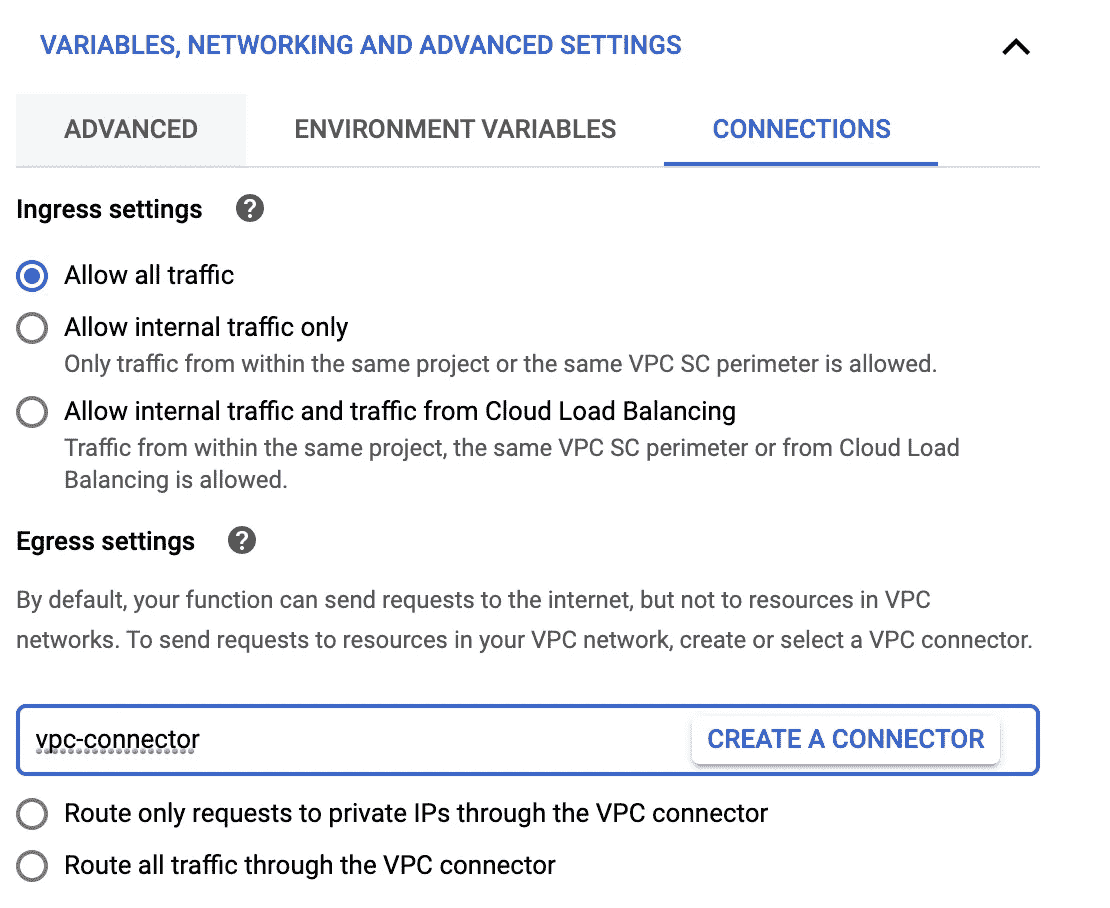 VARIABLES, NETWORKING AND ADVANCED SETTINGS
ADVANCED
ENVIRONMENT VARIABLES
CONNECTIONS
Ingress settings
?
Allow all traffic
Allow internal traffic only
Only traffic from within the same project or the same VPC SC perimeter is allowed.
Allow internal traffic and traffic from Cloud Load Balancing
Traffic from within the same project, the same VPC SC perimeter or from Cloud Load
Balancing is allowed.
Egress settings
?
By default, your function can send requests to the internet, but not to resources in VPC
networks. To send requests to resources in your VPC network, create or select a VPC connector.
vpc-connector
CREATE A CONNECTOR
Route only requests to private IPs through the VPC connector
Route all traffic through the VPC connector